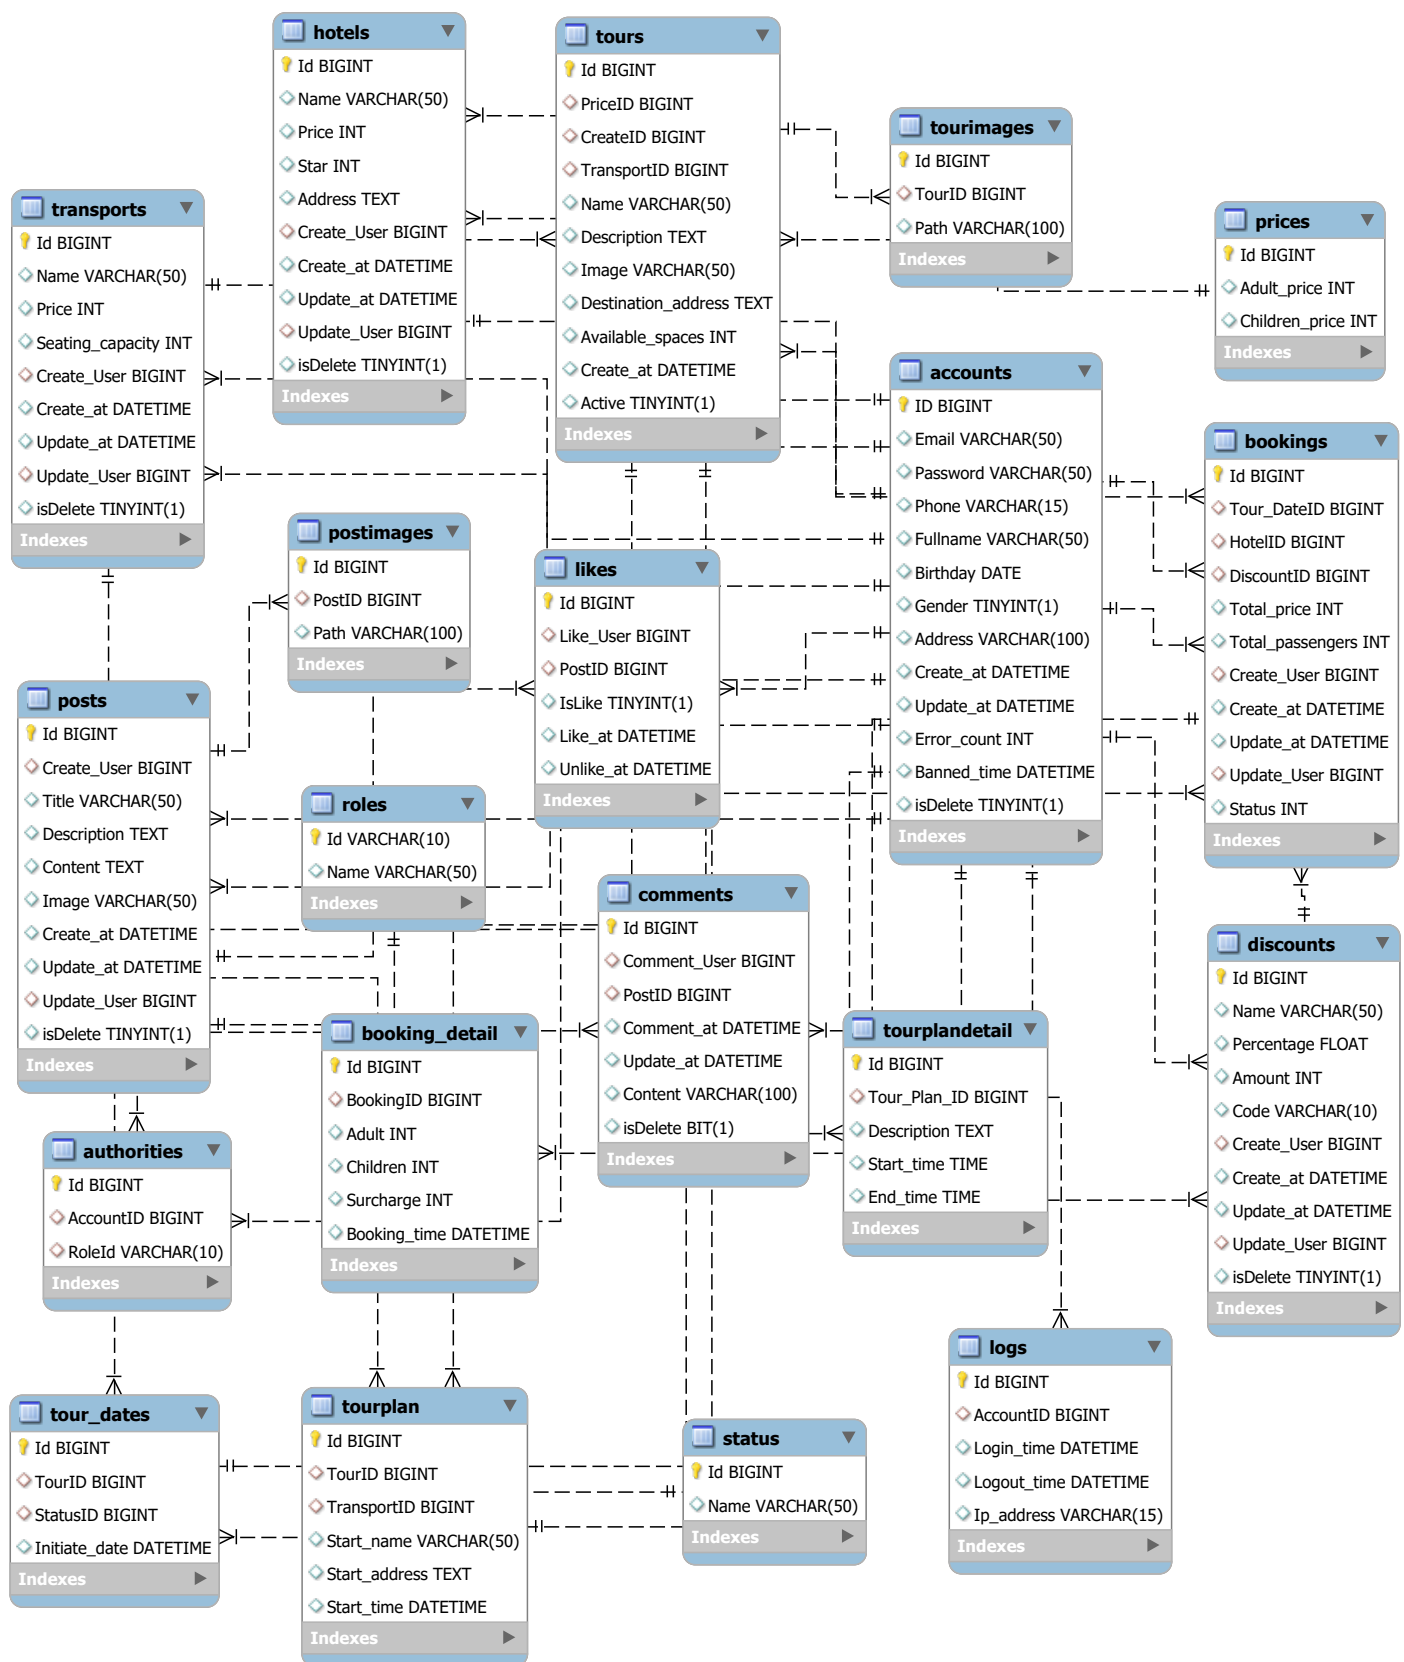 hotels
Id BIGINT
Name VARCHAR(50)
Price INT
Star INT
Address TEXT
Create_User BIGINT
Create_at DATETIME
Update_at DATETIME
Update_User BIGINT
isDelete TINYINT(1)
Indexes
tours
Id BIGINT
PriceID BIGINT
CreateID BIGINT
TransportID BIGINT
Name VARCHAR(50)
Description TEXT
Image VARCHAR(50)
Destination_address TEXT
Available_spaces INT
Create_at DATETIME
Active TINYINT(1)
Indexes
tourimages
Id BIGINT
TourID BIGINT
Path VARCHAR(100)
Indexes
transports
Id BIGINT
Name VARCHAR(50)
Price INT
Seating_capacity INT
Create_User BIGINT
Create_at DATETIME
Update_at DATETIME
Update_User BIGINT
isDelete TINYINT(1)
Indexes
prices
Id BIGINT
Adult_price INT
Children_price INT
Indexes
accounts
ID BIGINT
Email VARCHAR(50)
Password VARCHAR(50)
Phone VARCHAR(15)
Fullname VARCHAR(50)
Birthday DATE
Gender TINYINT(1)
Address VARCHAR(100)
Create_at DATETIME
Update_at DATETIME
Error_count INT
Banned_time DATETIME
isDelete TINYINT(1)
Indexes
bookings
Id BIGINT
Tour_DateID BIGINT
HotelID BIGINT
DiscountID BIGINT
Total_price INT
Total_passengers INT
Create_User BIGINT
Create_at DATETIME
Update_at DATETIME
Update_User BIGINT
Status INT
Indexes
postimages
Id BIGINT
PostID BIGINT
Path VARCHAR(100)
Indexes
likes
Id BIGINT
Like_User BIGINT
PostID BIGINT
IsLike TINYINT(1)
Like_at DATETIME
Unlike_at DATETIME
Indexes
posts
Id BIGINT
Create_User BIGINT
Title VARCHAR(50)
Description TEXT
Content TEXT
Image VARCHAR(50)
Create_at DATETIME
Update_at DATETIME
Update_User BIGINT
isDelete TINYINT(1)
Indexes
roles
Id VARCHAR(10)
Name VARCHAR(50)
Indexes
comments
Id BIGINT
Comment_User BIGINT
PostID BIGINT
Comment_at DATETIME
Update_at DATETIME
Content VARCHAR(100)
isDelete BIT(1)
Indexes
discounts
Id BIGINT
Name VARCHAR(50)
Percentage FLOAT
Amount INT
Code VARCHAR(10)
Create_User BIGINT
Create_at DATETIME
Update_at DATETIME
Update_User BIGINT
isDelete TINYINT(1)
Indexes
booking_detail
Id BIGINT
BookingID BIGINT
Adult INT
Children INT
Surcharge INT
Booking_time DATETIME
Indexes
tourplandetail
Id BIGINT
Tour_Plan_ID BIGINT
Description TEXT
Start_time TIME
End_time TIME
Indexes
authorities
Id BIGINT
AccountID BIGINT
RoleId VARCHAR(10)
Indexes
logs
Id BIGINT
AccountID BIGINT
Login_time DATETIME
Logout_time DATETIME
Ip_address VARCHAR(15)
Indexes
tour_dates
Id BIGINT
TourID BIGINT
StatusID BIGINT
Initiate_date DATETIME
Indexes
tourplan
Id BIGINT
TourID BIGINT
TransportID BIGINT
Start_name VARCHAR(50)
Start_address TEXT
Start_time DATETIME
Indexes
status
Id BIGINT
Name VARCHAR(50)
Indexes